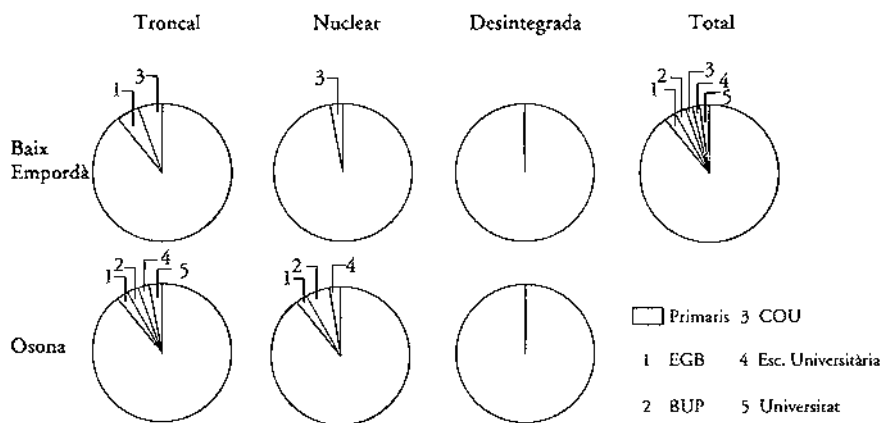 Troncal Nuclear Desintegrada Total
1 3
3
1 2 3 4 5
Baix
Empordà
1 2 4 5
1 2 4
Osona
Primaris 3 COU
1 EGB 4 Esc. Universitària
2 BUP 5 Universitat